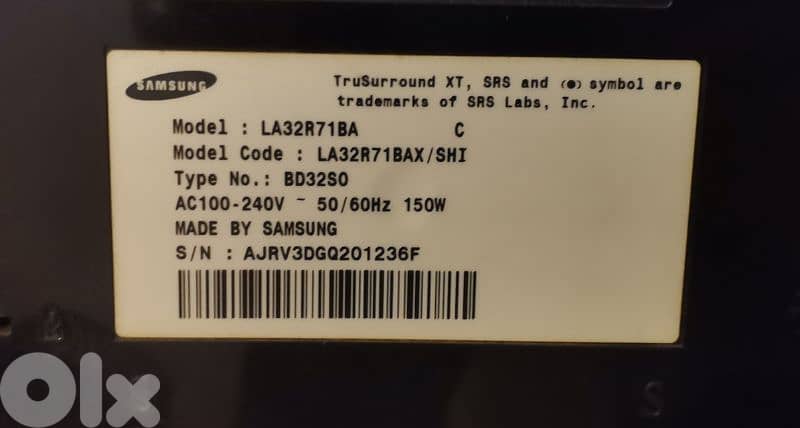 SAMSUNG
TruSurround XT, SRS and (●) symbol are
trademarks of SRS Labs, Inc.
Model : LA32R71BA C
Model Code : LA32R71BAX/SHI
Type No.: BD32SO
AC100-240V ~ 50/60Hz 150W
MADE BY SAMSUNG
S/N : AJRV3DGQ201236F
OLX
S